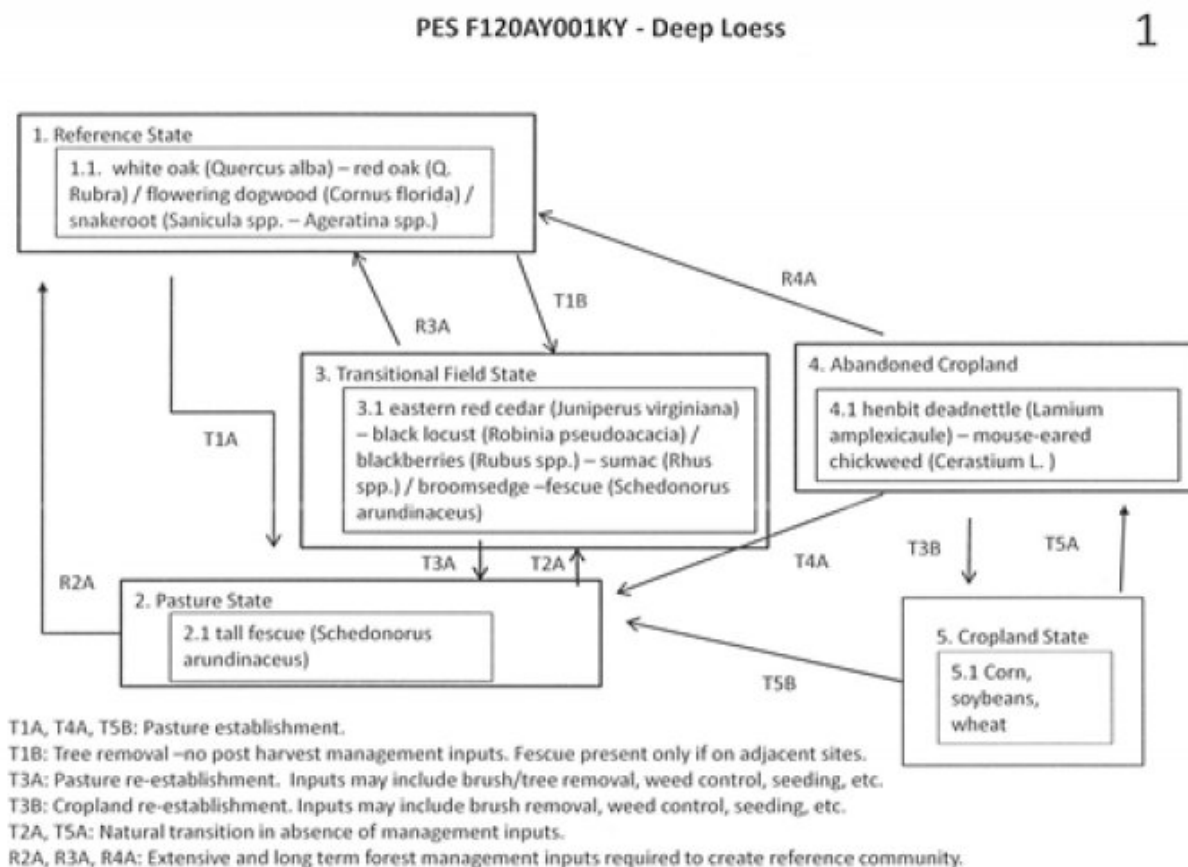 PES F120AY001KY - Deep Loess
1
1. Reference State
1.1. white oak (Quercus alba) – red oak (Q.
Rubra) / flowering dogwood (Cornus florida) /
snakeroot (Sanicula spp. – Ageratina spp.)
R4A
T1B
R3A
3. Transitional Field State
3.1 eastern red cedar (Juniperus virginiana)
– black locust (Robinia pseudoacacia) /
blackberries (Rubus spp.) – sumac (Rhus
spp.) / broomsedge –fescue (Schedonorus
arundinaceus)
4. Abandoned Cropland
4.1 henbit deadnettle (Lamium
amplexicaule) – mouse-eared
chickweed (Cerastium L. )
T1A
T3A
T2A
T4A
T3B
T5A
R2A
2. Pasture State
2.1 tall fescue (Schedonorus
arundinaceus)
5. Cropland State
5.1 Corn,
soybeans,
wheat
T5B
T1A, T4A, T5B: Pasture establishment.
T1B: Tree removal –no post harvest management inputs. Fescue present only if on adjacent sites.
T3A: Pasture re-establishment.  Inputs may include brush/tree removal, weed control, seeding, etc.
T3B: Cropland re-establishment. Inputs may include brush removal, weed control, seeding, etc.
T2A, T5A: Natural transition in absence of management inputs.
R2A, R3A, R4A: Extensive and long term forest management inputs required to create reference community.